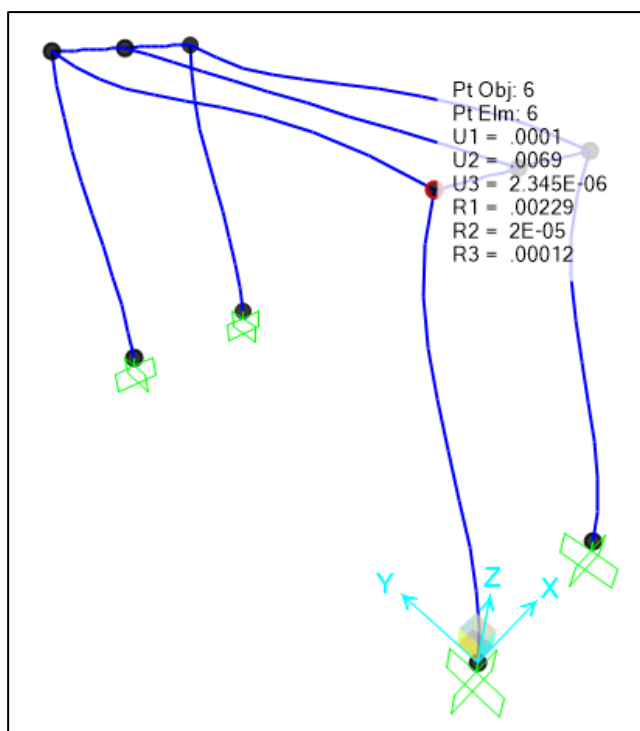 Pt Obj: 6
Pt Elm: 6
U1 = .0001
U2 = .0069
U3 = 2.345E-06
R1 = .00229
R2 = 2E-05
R3 = .00012
Y
Z
X